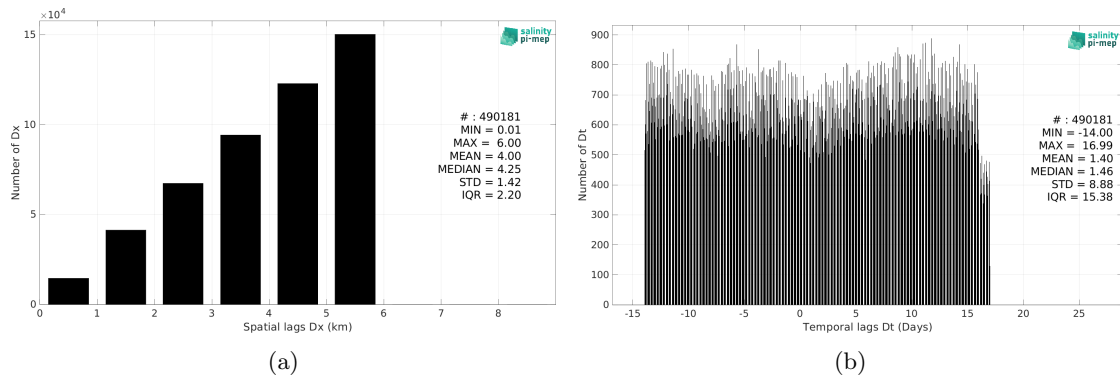 ×10⁴
15
10
5
0
0 1 2 3 4 5 6 7 8
Number of Dx
Spatial lags Dx (km)
salinity
pi-mep
# : 490181
MIN = 0.01
MAX = 6.00
MEAN = 4.00
MEDIAN = 4.25
STD = 1.42
IQR = 2.20
(a)
900
800
700
600
500
400
300
200
100
0
-15 -10 -5 0 5 10 15 20 25
Number of Dt
Temporal lags Dt (Days)
salinity
pi-mep
# : 490181
MIN = -14.00
MAX = 16.99
MEAN = 1.40
MEDIAN = 1.46
STD = 8.88
IQR = 15.38
(b)